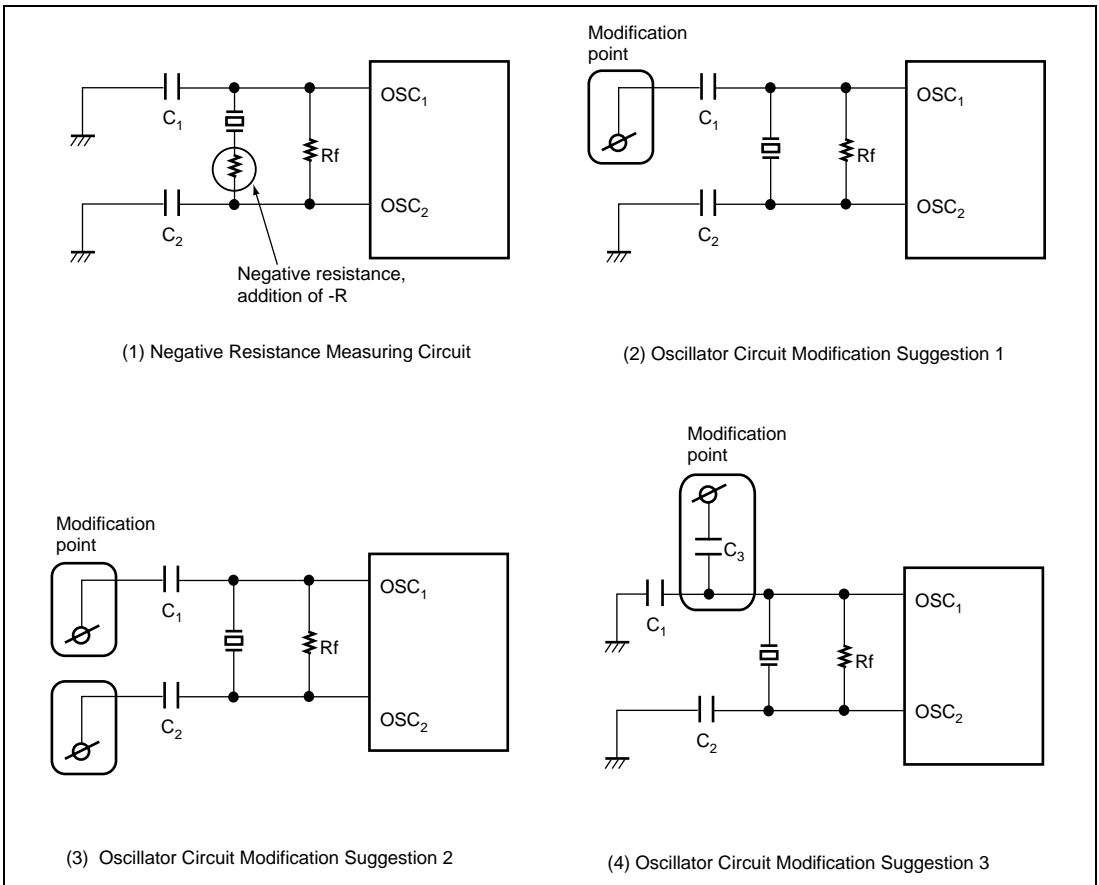 OSC₁
C₁
Rf
OSC₂
C₂
Negative resistance,
addition of -R
(1) Negative Resistance Measuring Circuit
Modification
point
OSC₁
C₁
Rf
OSC₂
C₂
(2) Oscillator Circuit Modification Suggestion 1
Modification
point
OSC₁
C₁
Rf
C₂
OSC₂
(3) Oscillator Circuit Modification Suggestion 2
Modification
point
C₃
OSC₁
C₁
Rf
OSC₂
C₂
(4) Oscillator Circuit Modification Suggestion 3